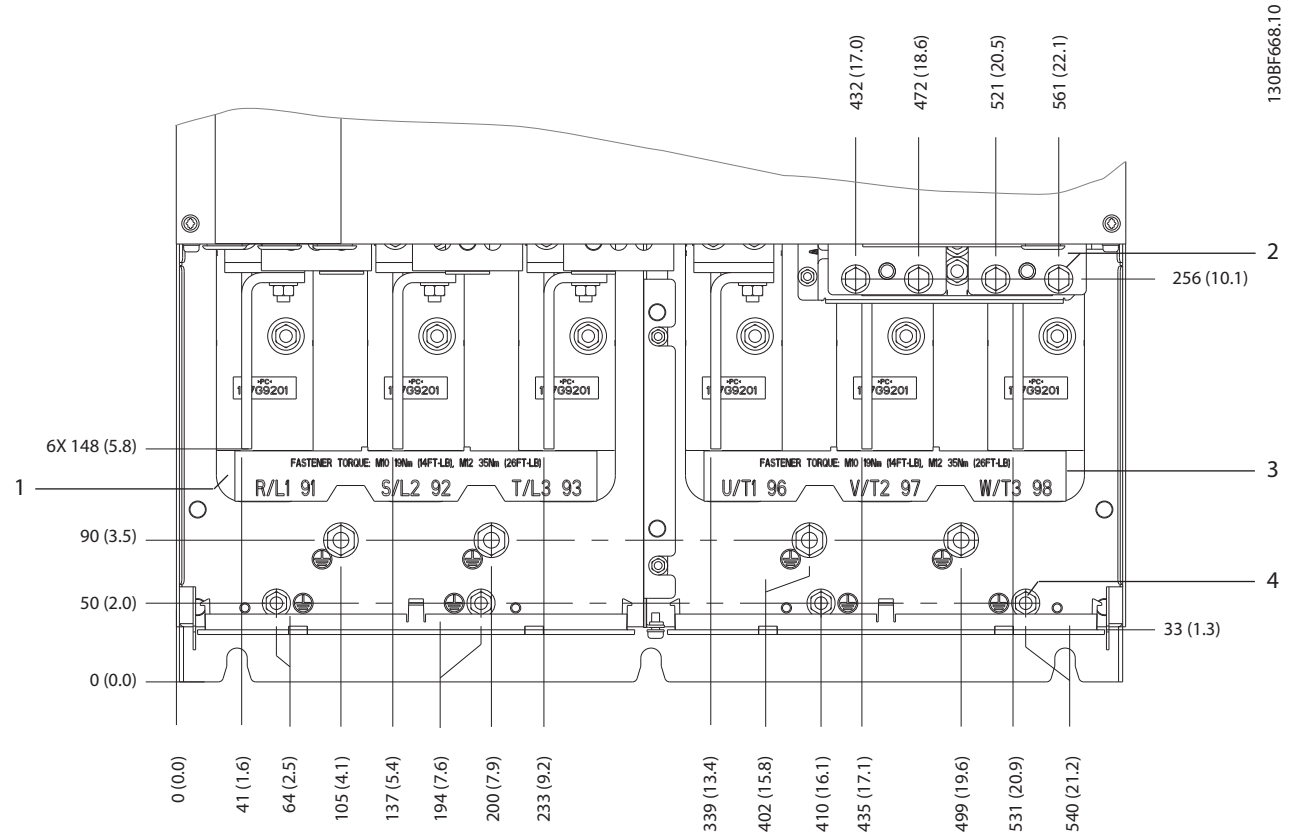 130BF668.10
432 (17.0)
472 (18.6)
521 (20.5)
561 (22.1)
2
256 (10.1)
•PC•
•PC•
•PC•
•PC•
•PC•
•PC•
6X 148 (5.8)
FASTENER TORQUE: M10 19Nm (14FT-LB), M12 35Nm (26FT-LB)
FASTENER TORQUE: M10 19Nm (14FT-LB), M12 35Nm (26FT-LB)
1
R/L1 91
S/L2 92
T/L3 93
U/T1 96
V/T2 97
W/T3 98
3
90 (3.5)
50 (2.0)
4
33 (1.3)
0 (0.0)
0 (0.0)
41 (1.6)
64 (2.5)
105 (4.1)
137 (5.4)
194 (7.6)
200 (7.9)
233 (9.2)
339 (13.4)
402 (15.8)
410 (16.1)
435 (17.1)
499 (19.6)
531 (20.9)
540 (21.2)